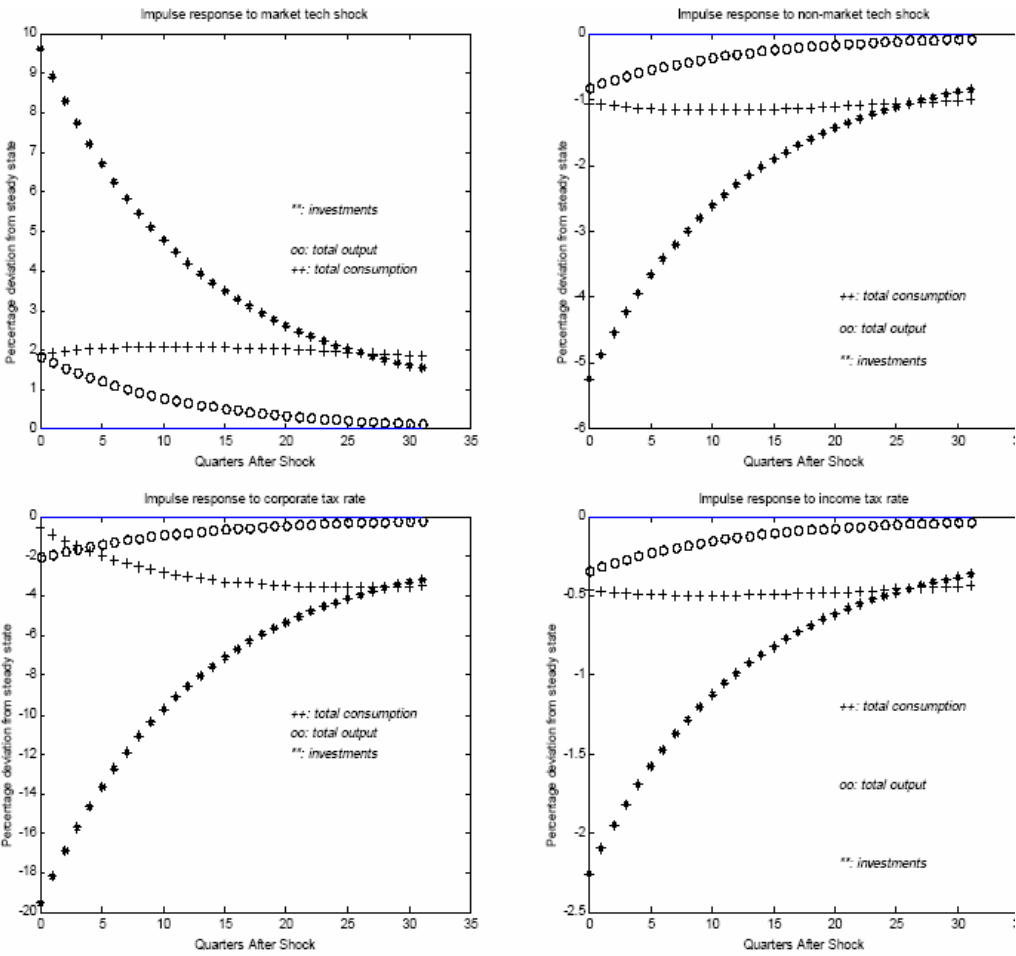 Impulse response to market tech shock
10
9
8
7
6
5
4
3
2
1
0
0 5 10 15 20 25 30 35
Percentage deviation from steady state
**: investments
oo: total output
++: total consumption
Quarters After Shock
Impulse response to non-market tech shock
0
-1
-2
-3
-4
-5
-6
0 5 10 15 20 25 30
Percentage deviation from steady state
++: total consumption
oo: total output
**: investments
Quarters After Shock
Impulse response to corporate tax rate
0
-2
-4
-6
-8
-10
-12
-14
-16
-18
-20
0 5 10 15 20 25 30 35
Percentage deviation from steady state
++: total consumption
oo: total output
**: investments
Quarters After Shock
Impulse response to income tax rate
0
-0.5
-1
-1.5
-2
-2.5
0 5 10 15 20 25 30
Percentage deviation from steady state
++: total consumption
oo: total output
**: investments
Quarters After Shock